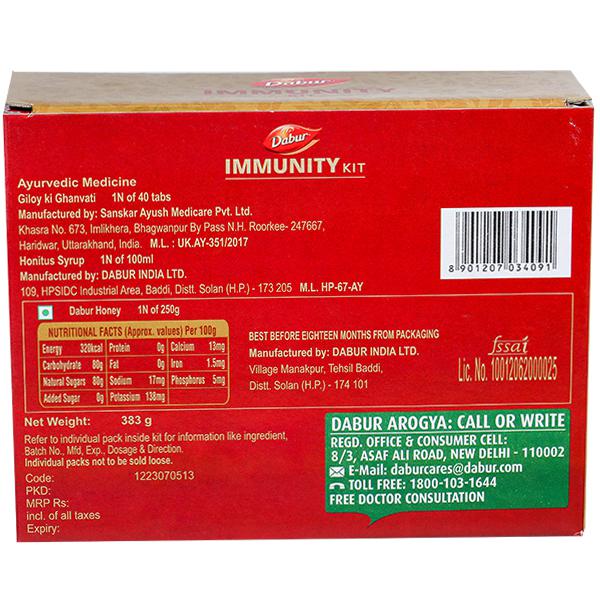 Dabur
IMMUNITY
Dabur
IMMUNITY KIT
Ayurvedic Medicine
Giloy ki Ghanvati 1N of 40 tabs
Manufactured by: Sanskar Ayush Medicare Pvt. Ltd.
Khasra No. 673, Imlikhera, Bhagwanpur By Pass N.H. Roorkee- 247667,
Haridwar, Uttarakhand, India. M.L. : UK.AY-351/2017
Honitus Syrup 1N of 100ml
Manufactured by: DABUR INDIA LTD.
109, HPSIDC Industrial Area, Baddi, Distt. Solan (H.P.) - 173 205 M.L. HP-67-AY
8 901207 034091
Dabur Honey 1N of 250g
NUTRITIONAL FACTS (Approx. values) Per 100g
Energy 320kcal Protein 0g Calcium 13mg
Carbohydrate 80g Fat 0g Iron 1.5mg
Natural Sugars 80g Sodium 17mg Phosphorus 5mg
Added Sugar 0g Potassium 138mg
BEST BEFORE EIGHTEEN MONTHS FROM PACKAGING
Manufactured by: DABUR INDIA LTD.
Village Manakpur, Tehsil Baddi,
Distt. Solan (H.P.) - 174 101
fssai
Lic. No. 10012062000025
Net Weight: 383 g
Refer to individual pack inside kit for information like ingredient,
Batch No., Mfd, Exp., Dosage & Direction.
Individual packs not to be sold loose.
Code: 1223070513
PKD:
MRP Rs:
incl. of all taxes
Expiry:
DABUR AROGYA: CALL OR WRITE
REGD. OFFICE & CONSUMER CELL:
8/3, ASAF ALI ROAD, NEW DELHI - 110002
E-Mail: daburcares@dabur.com
TOLL FREE: 1800-103-1644
FREE DOCTOR CONSULTATION